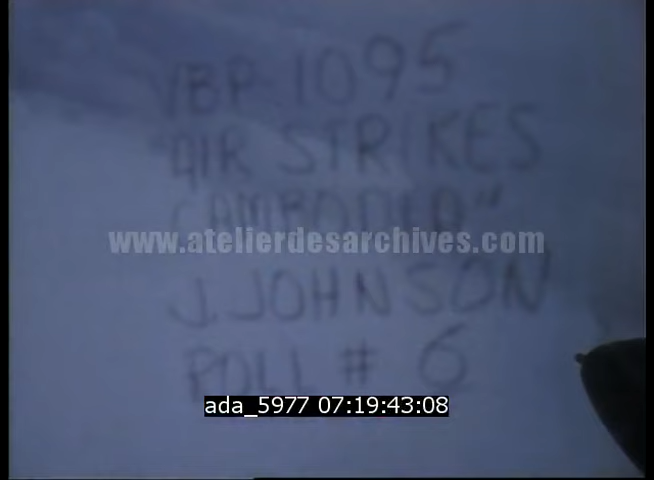 VBP 1095
"AIR STRIKES
CAMBODIA"
www.atelierdesarchives.com
J. JOHNSON
ROLL # 6
ada_5977 07:19:43:08